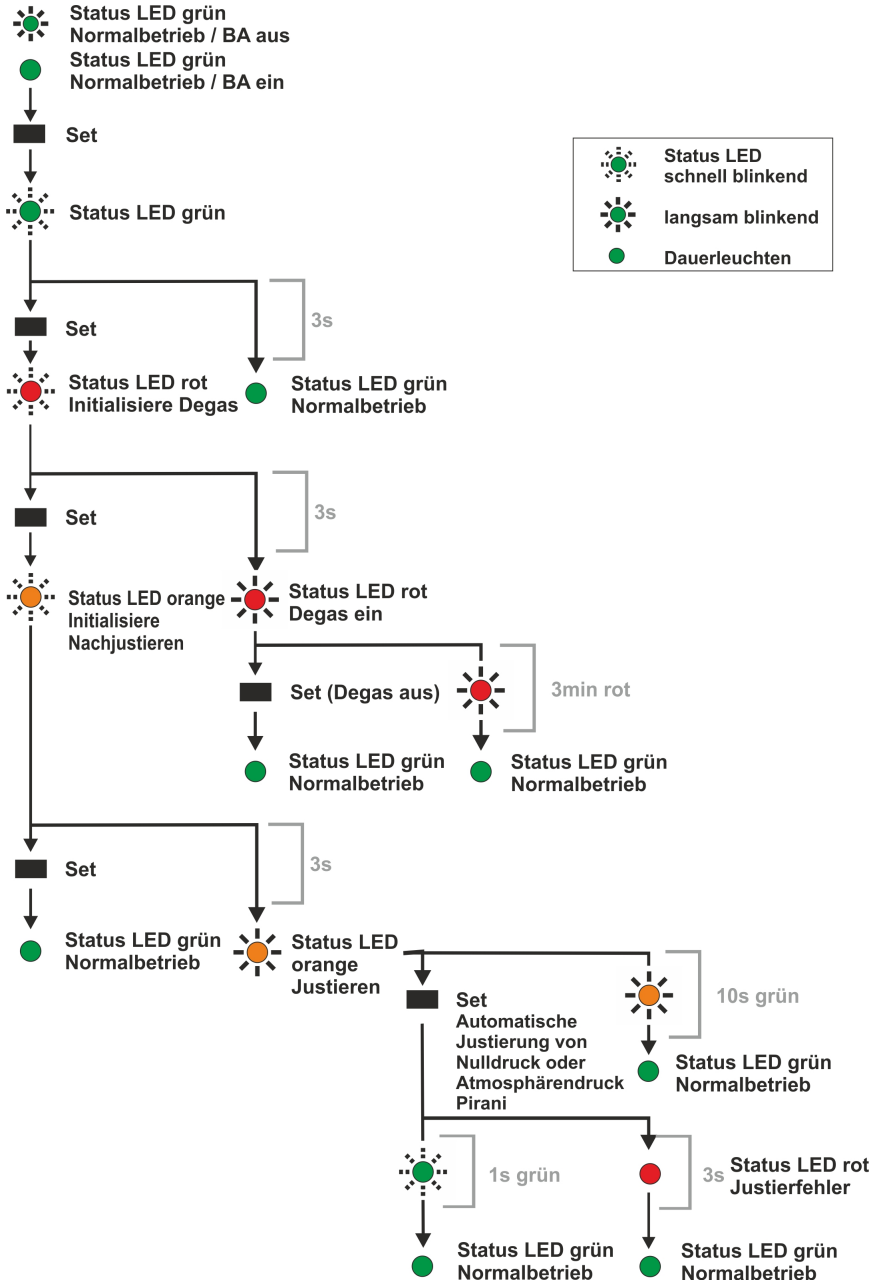 Status LED grün
Normalbetrieb / BA aus
Status LED grün
Normalbetrieb / BA ein
Set
Status LED
schnell blinkend
langsam blinkend
Dauerleuchten
Status LED grün
3s
Set
Status LED rot
Initialisiere Degas
Status LED grün
Normalbetrieb
3s
Set
Status LED orange
Initialisiere
Nachjustieren
Status LED rot
Degas ein
Set (Degas aus)
3min rot
Status LED grün
Normalbetrieb
Status LED grün
Normalbetrieb
3s
Set
Status LED grün
Normalbetrieb
Status LED
orange
Justieren
Set
Automatische
Justierung von
Nulldruck oder
Atmosphärendruck
Pirani
10s grün
Status LED grün
Normalbetrieb
1s grün
3s
Status LED rot
Justierfehler
Status LED grün
Normalbetrieb
Status LED grün
Normalbetrieb